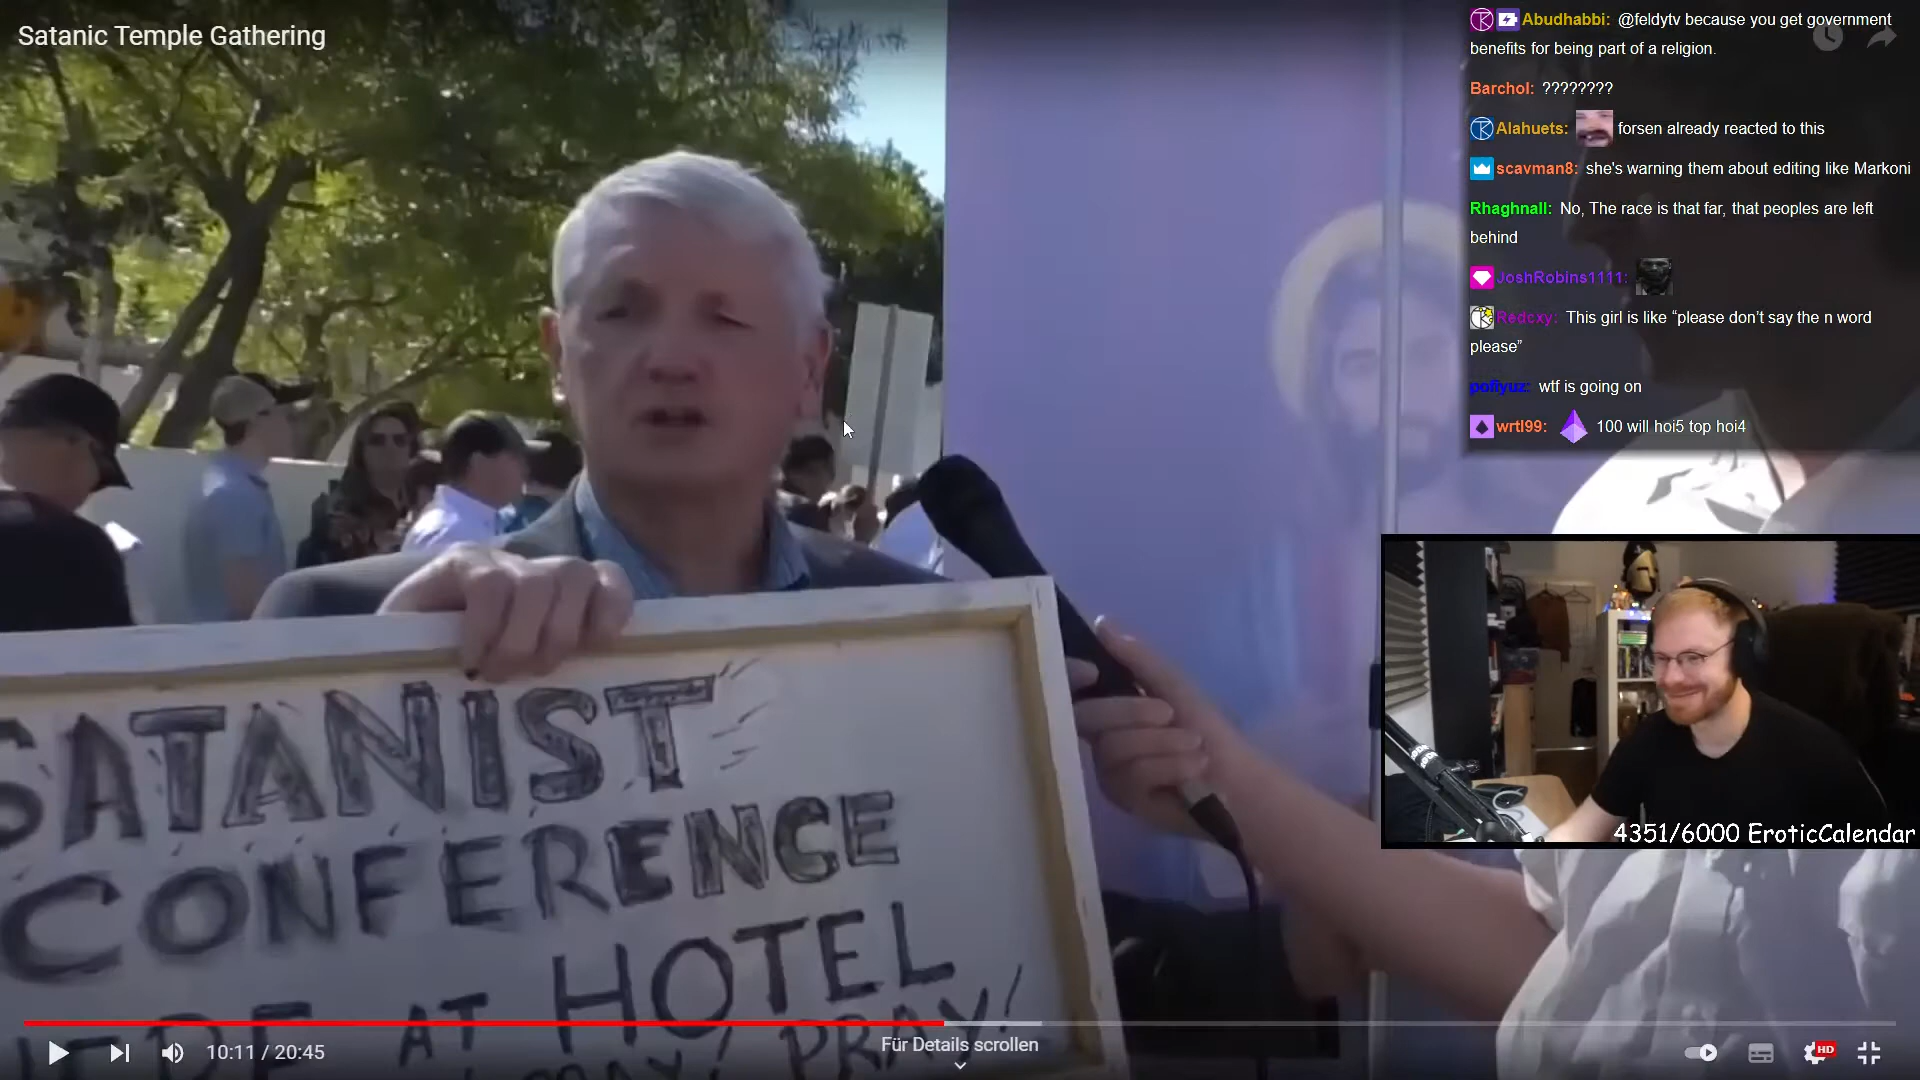 Satanic Temple Gathering
Abudhabbi: @feldytv because you get government
benefits for being part of a religion.
Barchol: ????????
Alahuets: forsen already reacted to this
scavman8: she's warning them about editing like Markoni
Rhaghnall: No, The race is that far, that peoples are left
behind
JoshRobins1111:
Redcxy: This girl is like “please don’t say the n word
please”
poffyuz: wtf is going on
wrtl99: 100 will hoi5 top hoi4
SATANIST
CONFERENCE
AT HOTEL
PRAY!
4351/6000 EroticCalendar
10:11 / 20:45
Für Details scrollen
HD